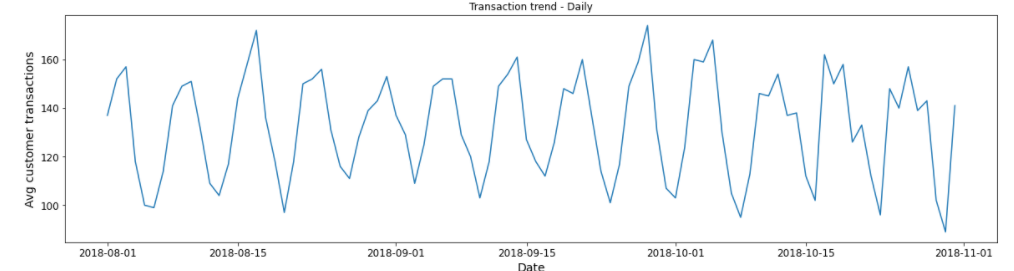 Transaction trend - Daily
Avg customer transactions
160
140
120
100
2018-08-01 2018-08-15 2018-09-01 2018-09-15 2018-10-01 2018-10-15 2018-11-01
Date